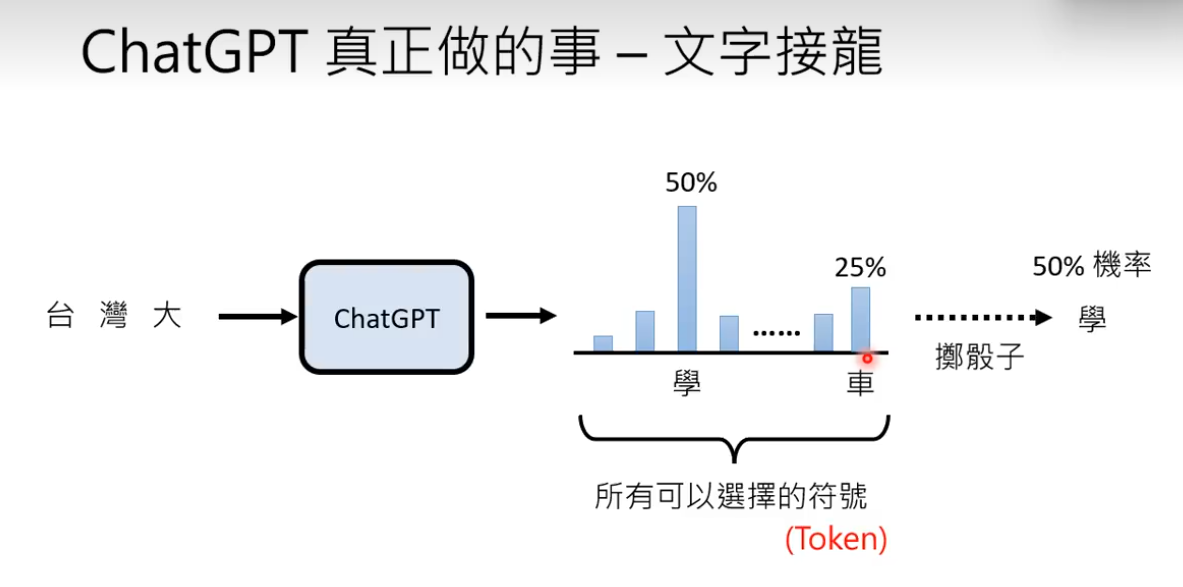 ChatGPT 真正做的事 – 文字接龍
台 灣 大
ChatGPT
50%
25%
學
車
......
所有可以選擇的符號
(Token)
擲骰子
50% 機率
學